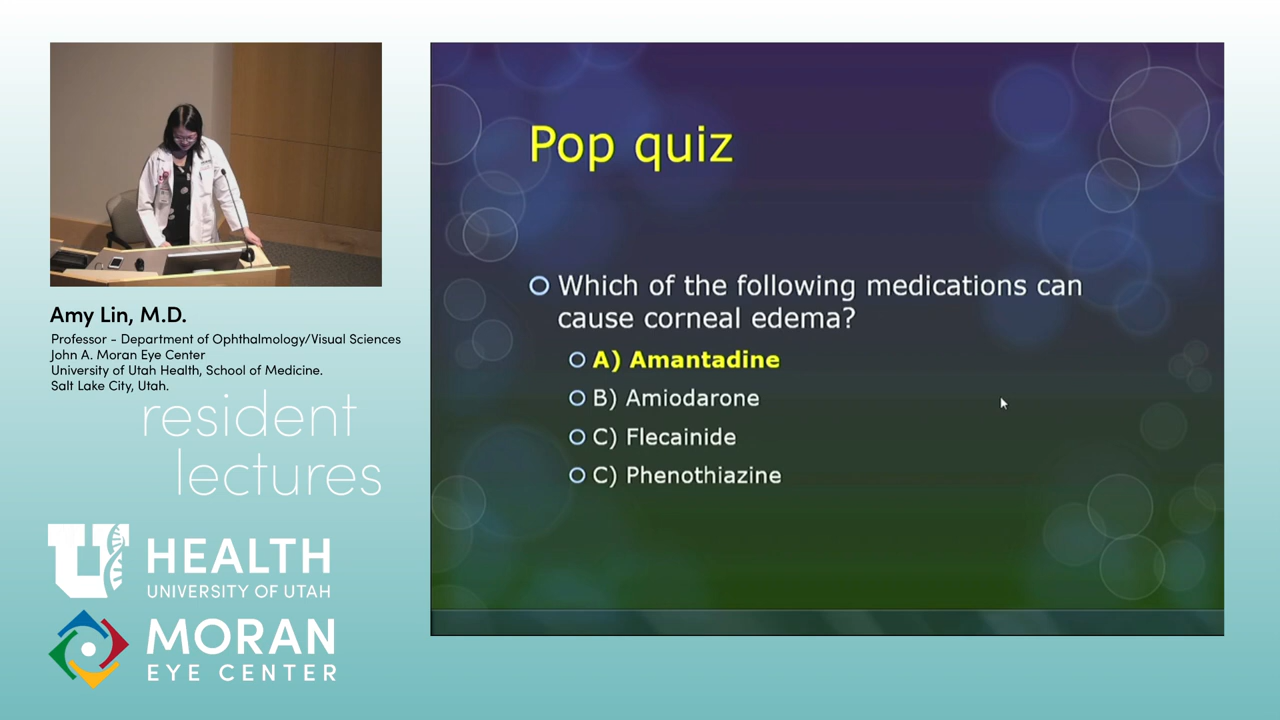 Amy Lin, M.D.
Professor - Department of Ophthalmology/Visual Sciences
John A. Moran Eye Center
University of Utah Health, School of Medicine.
Salt Lake City, Utah.
resident
lectures
U HEALTH
UNIVERSITY OF UTAH
MORAN
EYE CENTER
Pop quiz
Which of the following medications can
cause corneal edema?
A) Amantadine
B) Amiodarone
C) Flecainide
C) Phenothiazine